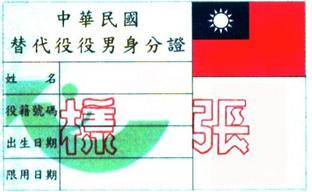 中華民國
替代役役男身分證
姓 名
役籍號碼
出生日期
限用日期
樣 張